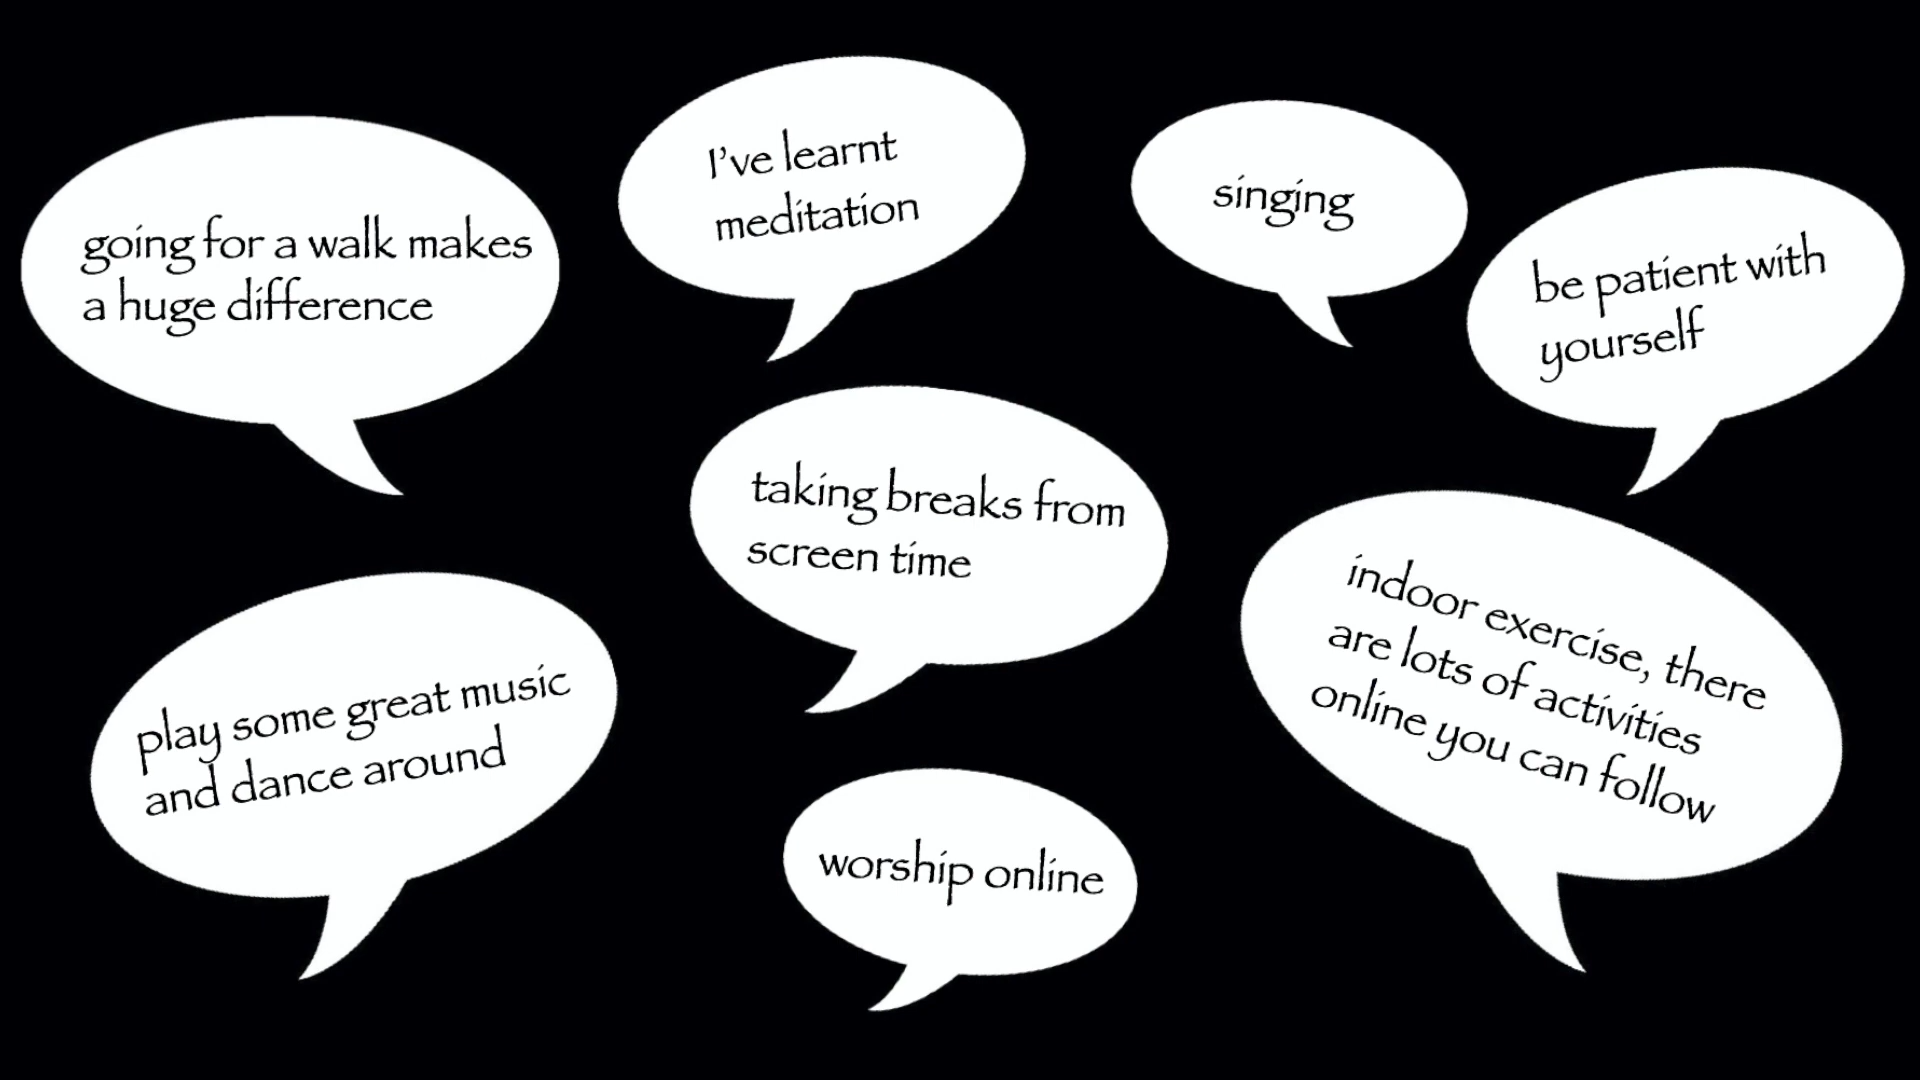 going for a walk makes
a huge difference
I've learnt
meditation
singing
be patient with
yourself
taking breaks from
screen time
indoor exercise, there
are lots of activities
online you can follow
play some great music
and dance around
worship online